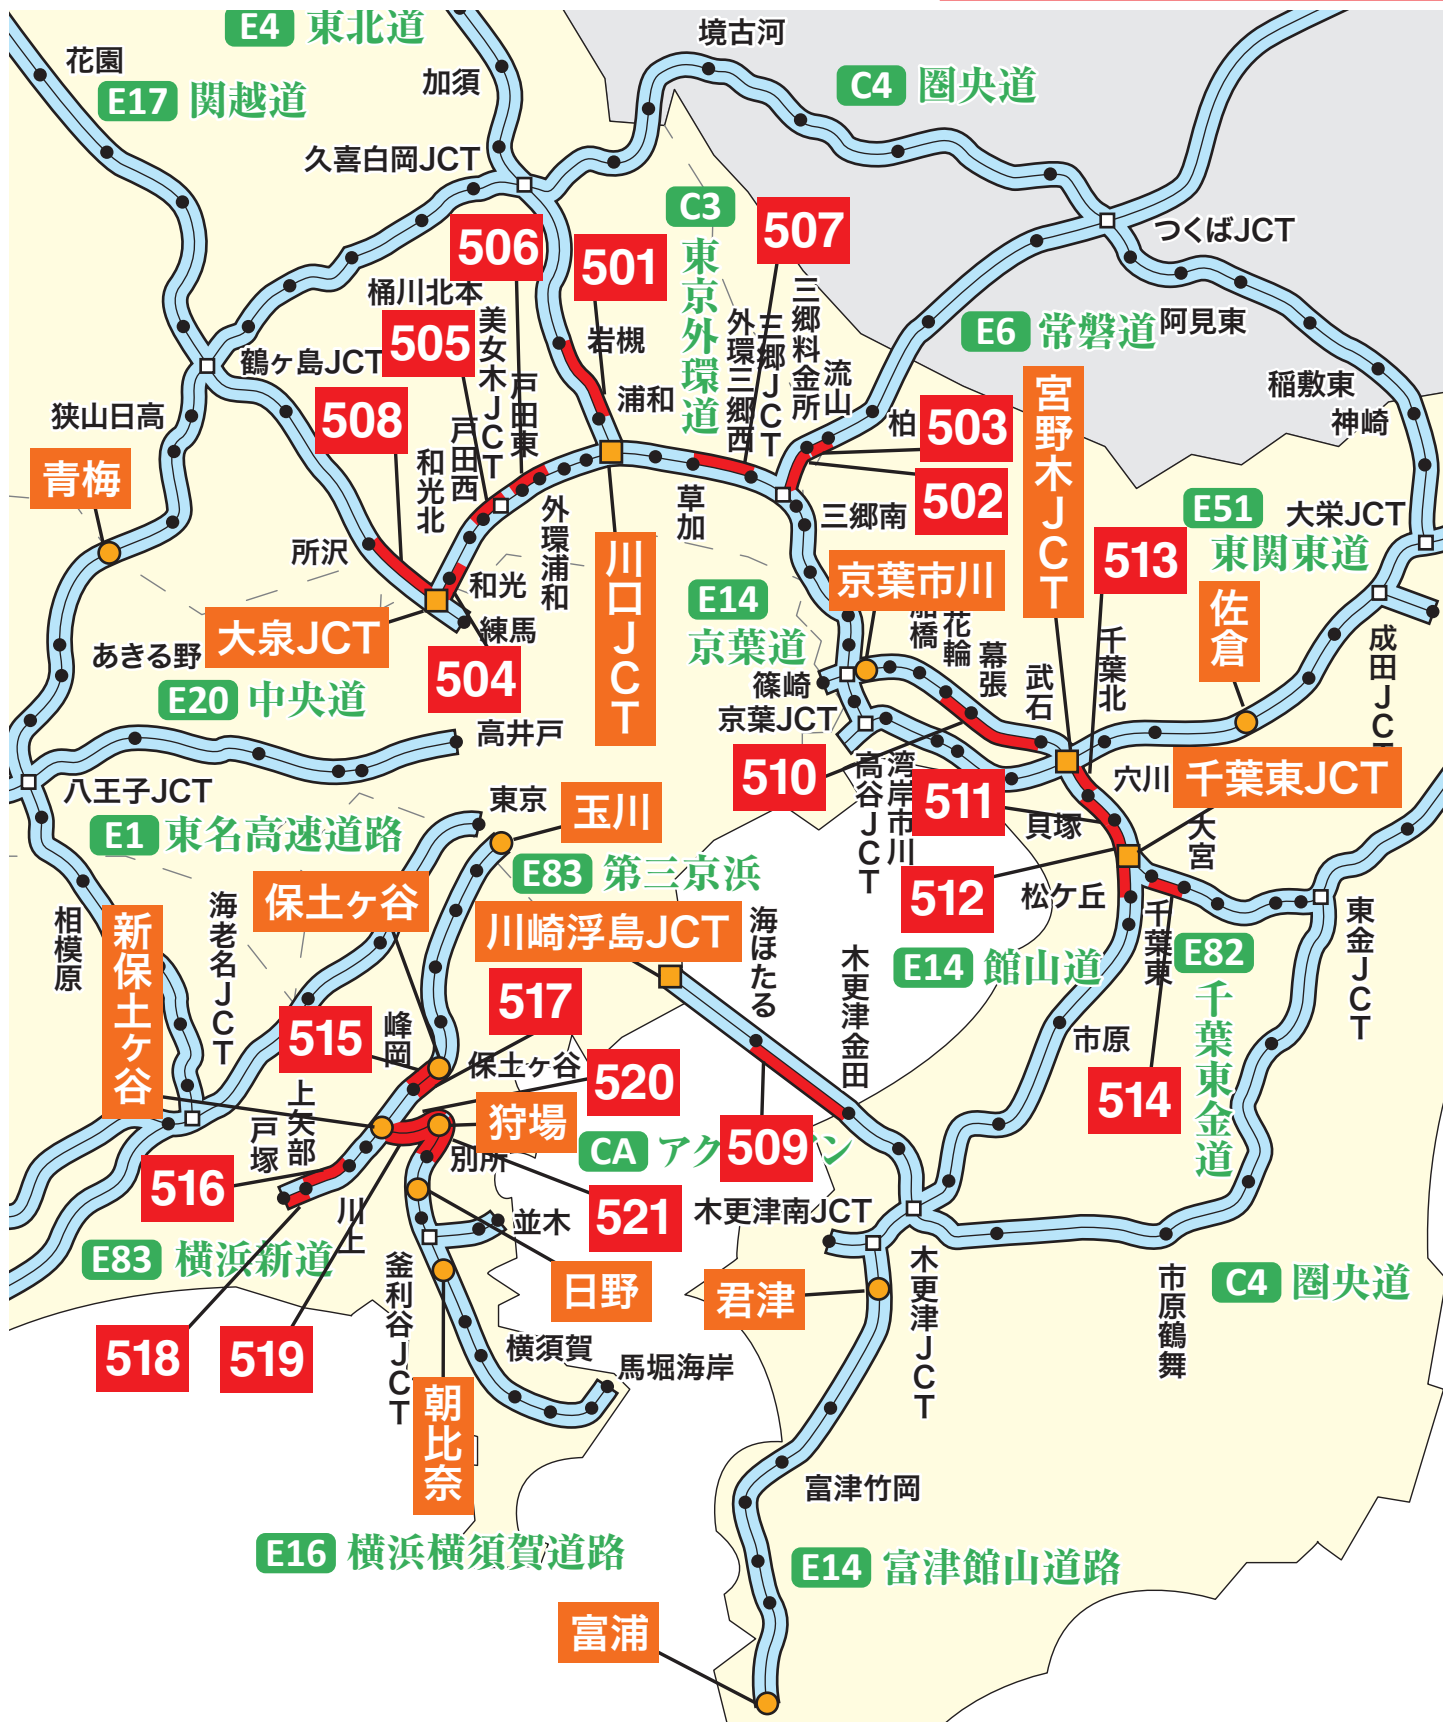 E4 東北道
境古河
花園
加須
C4 圏央道
E17 関越道
久喜白岡JCT
C3
東京外環道
507
506
501
つくばJCT
桶川北本
美女木JCT
505
三郷料金所
外環三郷西
三郷JCT
E6 常磐道
阿見東
岩槻
鶴ヶ島JCT
流山
戸田東
宮野木JCT
稲敷東
浦和
508
狭山日高
戸田西
柏
503
神崎
和光北
青梅
502
草加
外環浦和
三郷南
E51
東関東道
大栄JCT
所沢
川口JCT
513
京葉市川
和光
E14
京葉道
佐倉
船橋
花輪
大泉JCT
練馬
千葉北
成田JCT
あきる野
幕張
504
武石
篠崎
E20 中央道
京葉JCT
高井戸
510
高谷JCT
湾岸市川
511
穴川
千葉東JCT
八王子JCT
東京
玉川
E1 東名高速道路
貝塚
大宮
E83 第三京浜
512
松ケ丘
保土ヶ谷
海老名JCT
相模原
新保土ヶ谷
川崎浮島JCT
海ほたる
千葉東
東金JCT
E82
千葉東金道
木更津金田
E14 館山道
517
515
峰岡
市原
保土ヶ谷
520
514
上矢部
狩場
戸塚
CA アク
ン
509
別所
516
521
川上
並木
木更津南JCT
E83 横浜新道
釜利谷JCT
日野
君津
木更津JCT
市原鶴舞
C4 圏央道
518
519
横須賀
馬堀海岸
朝比奈
富津竹岡
E16 横浜横須賀道路
E14 富津館山道路
富浦